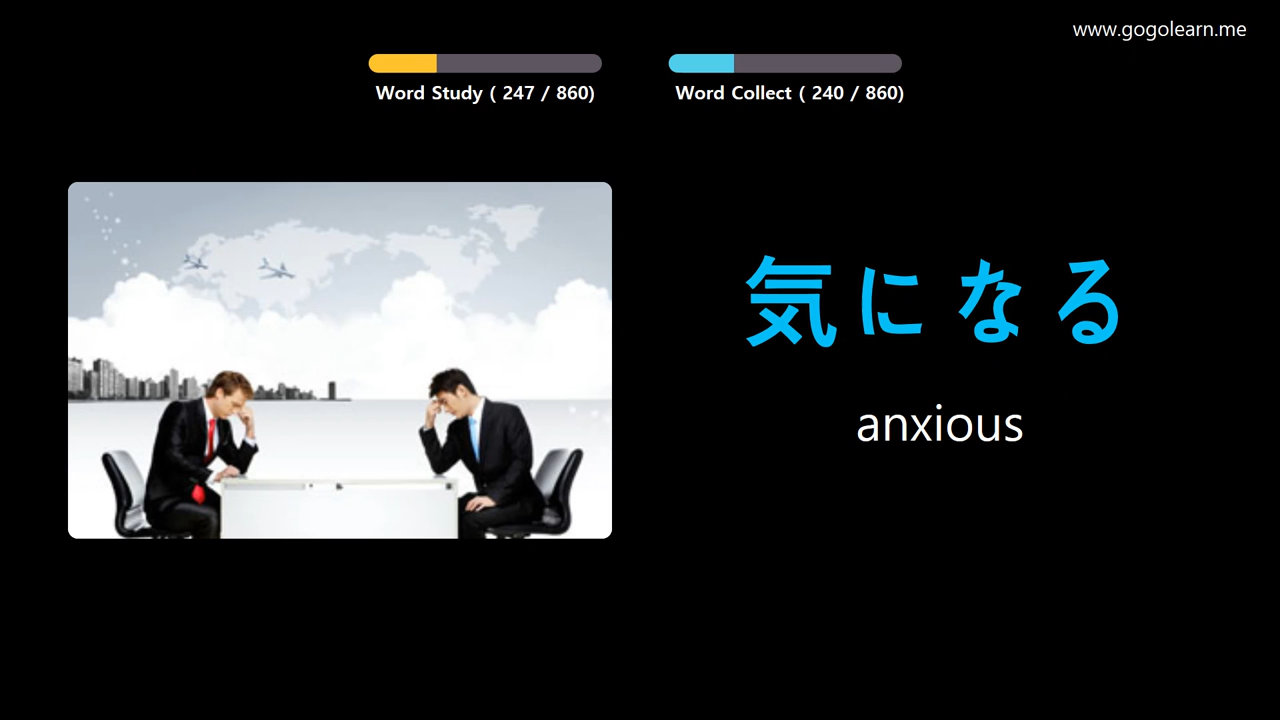 www.gogolearn.me
Word Study ( 247 / 860)
Word Collect ( 240 / 860)
気になる
anxious